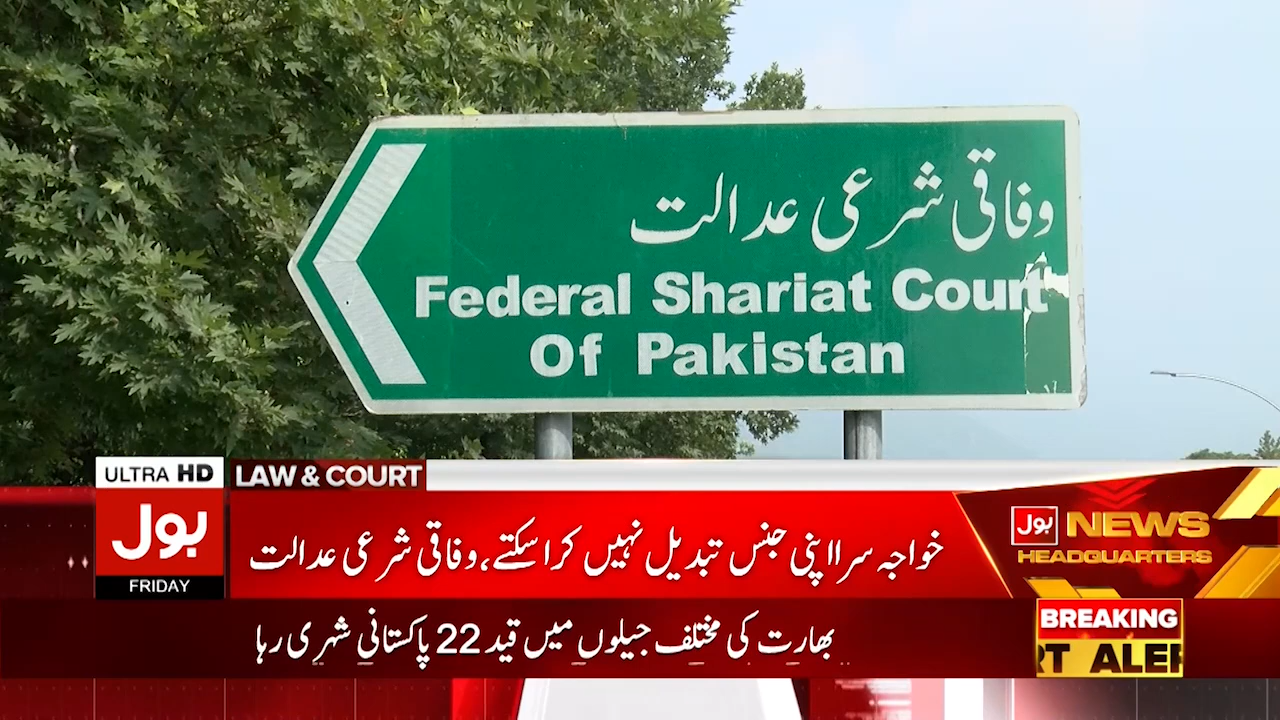 وفاقی شرعی عدالت
Federal Shariat Court
Of Pakistan
ULTRA HD
LAW & COURT
بول
FRIDAY
خواجہ سرا اپنی جنس تبدیل نہیں کرا سکتے، وفاقی شرعی عدالت
بول NEWS
HEADQUARTERS
بھارت کی مختلف جیلوں میں قید 22 پاکستانی شہری رہا
BREAKING
RT ALER